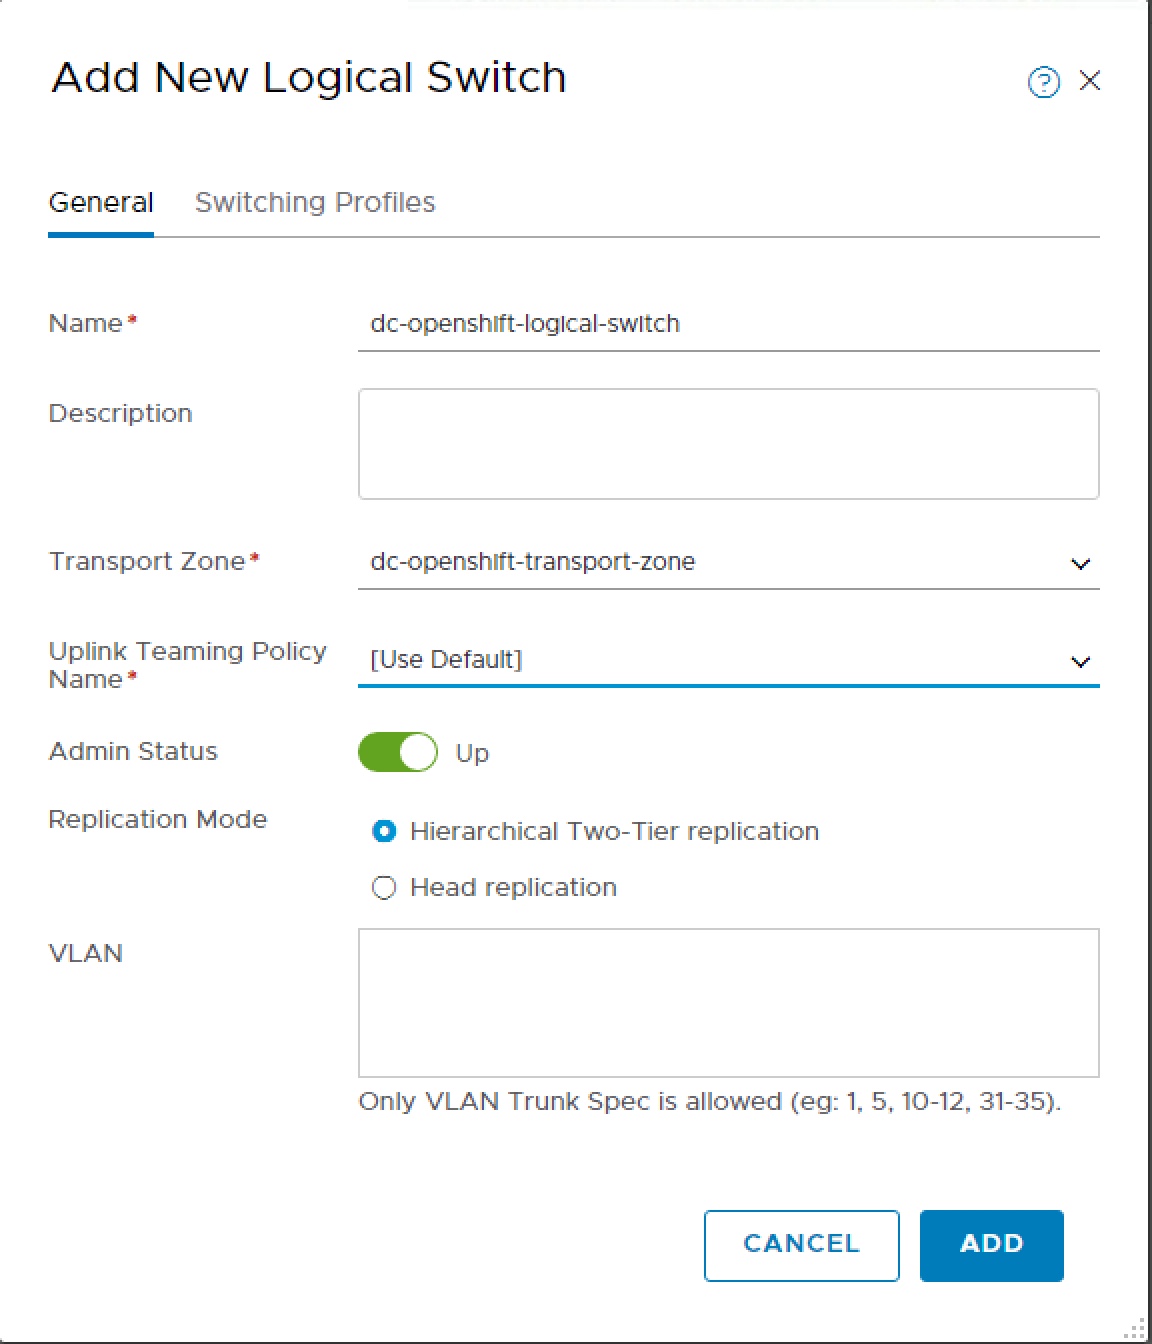 Add New Logical Switch
?
General Switching Profiles
Name* dc-openshift-logical-switch
Description
Transport Zone* dc-openshift-transport-zone
Uplink Teaming Policy
Name* [Use Default]
Admin Status Up
Replication Mode
Hierarchical Two-Tier replication
Head replication
VLAN
Only VLAN Trunk Spec is allowed (eg: 1, 5, 10-12, 31-35).
CANCEL ADD